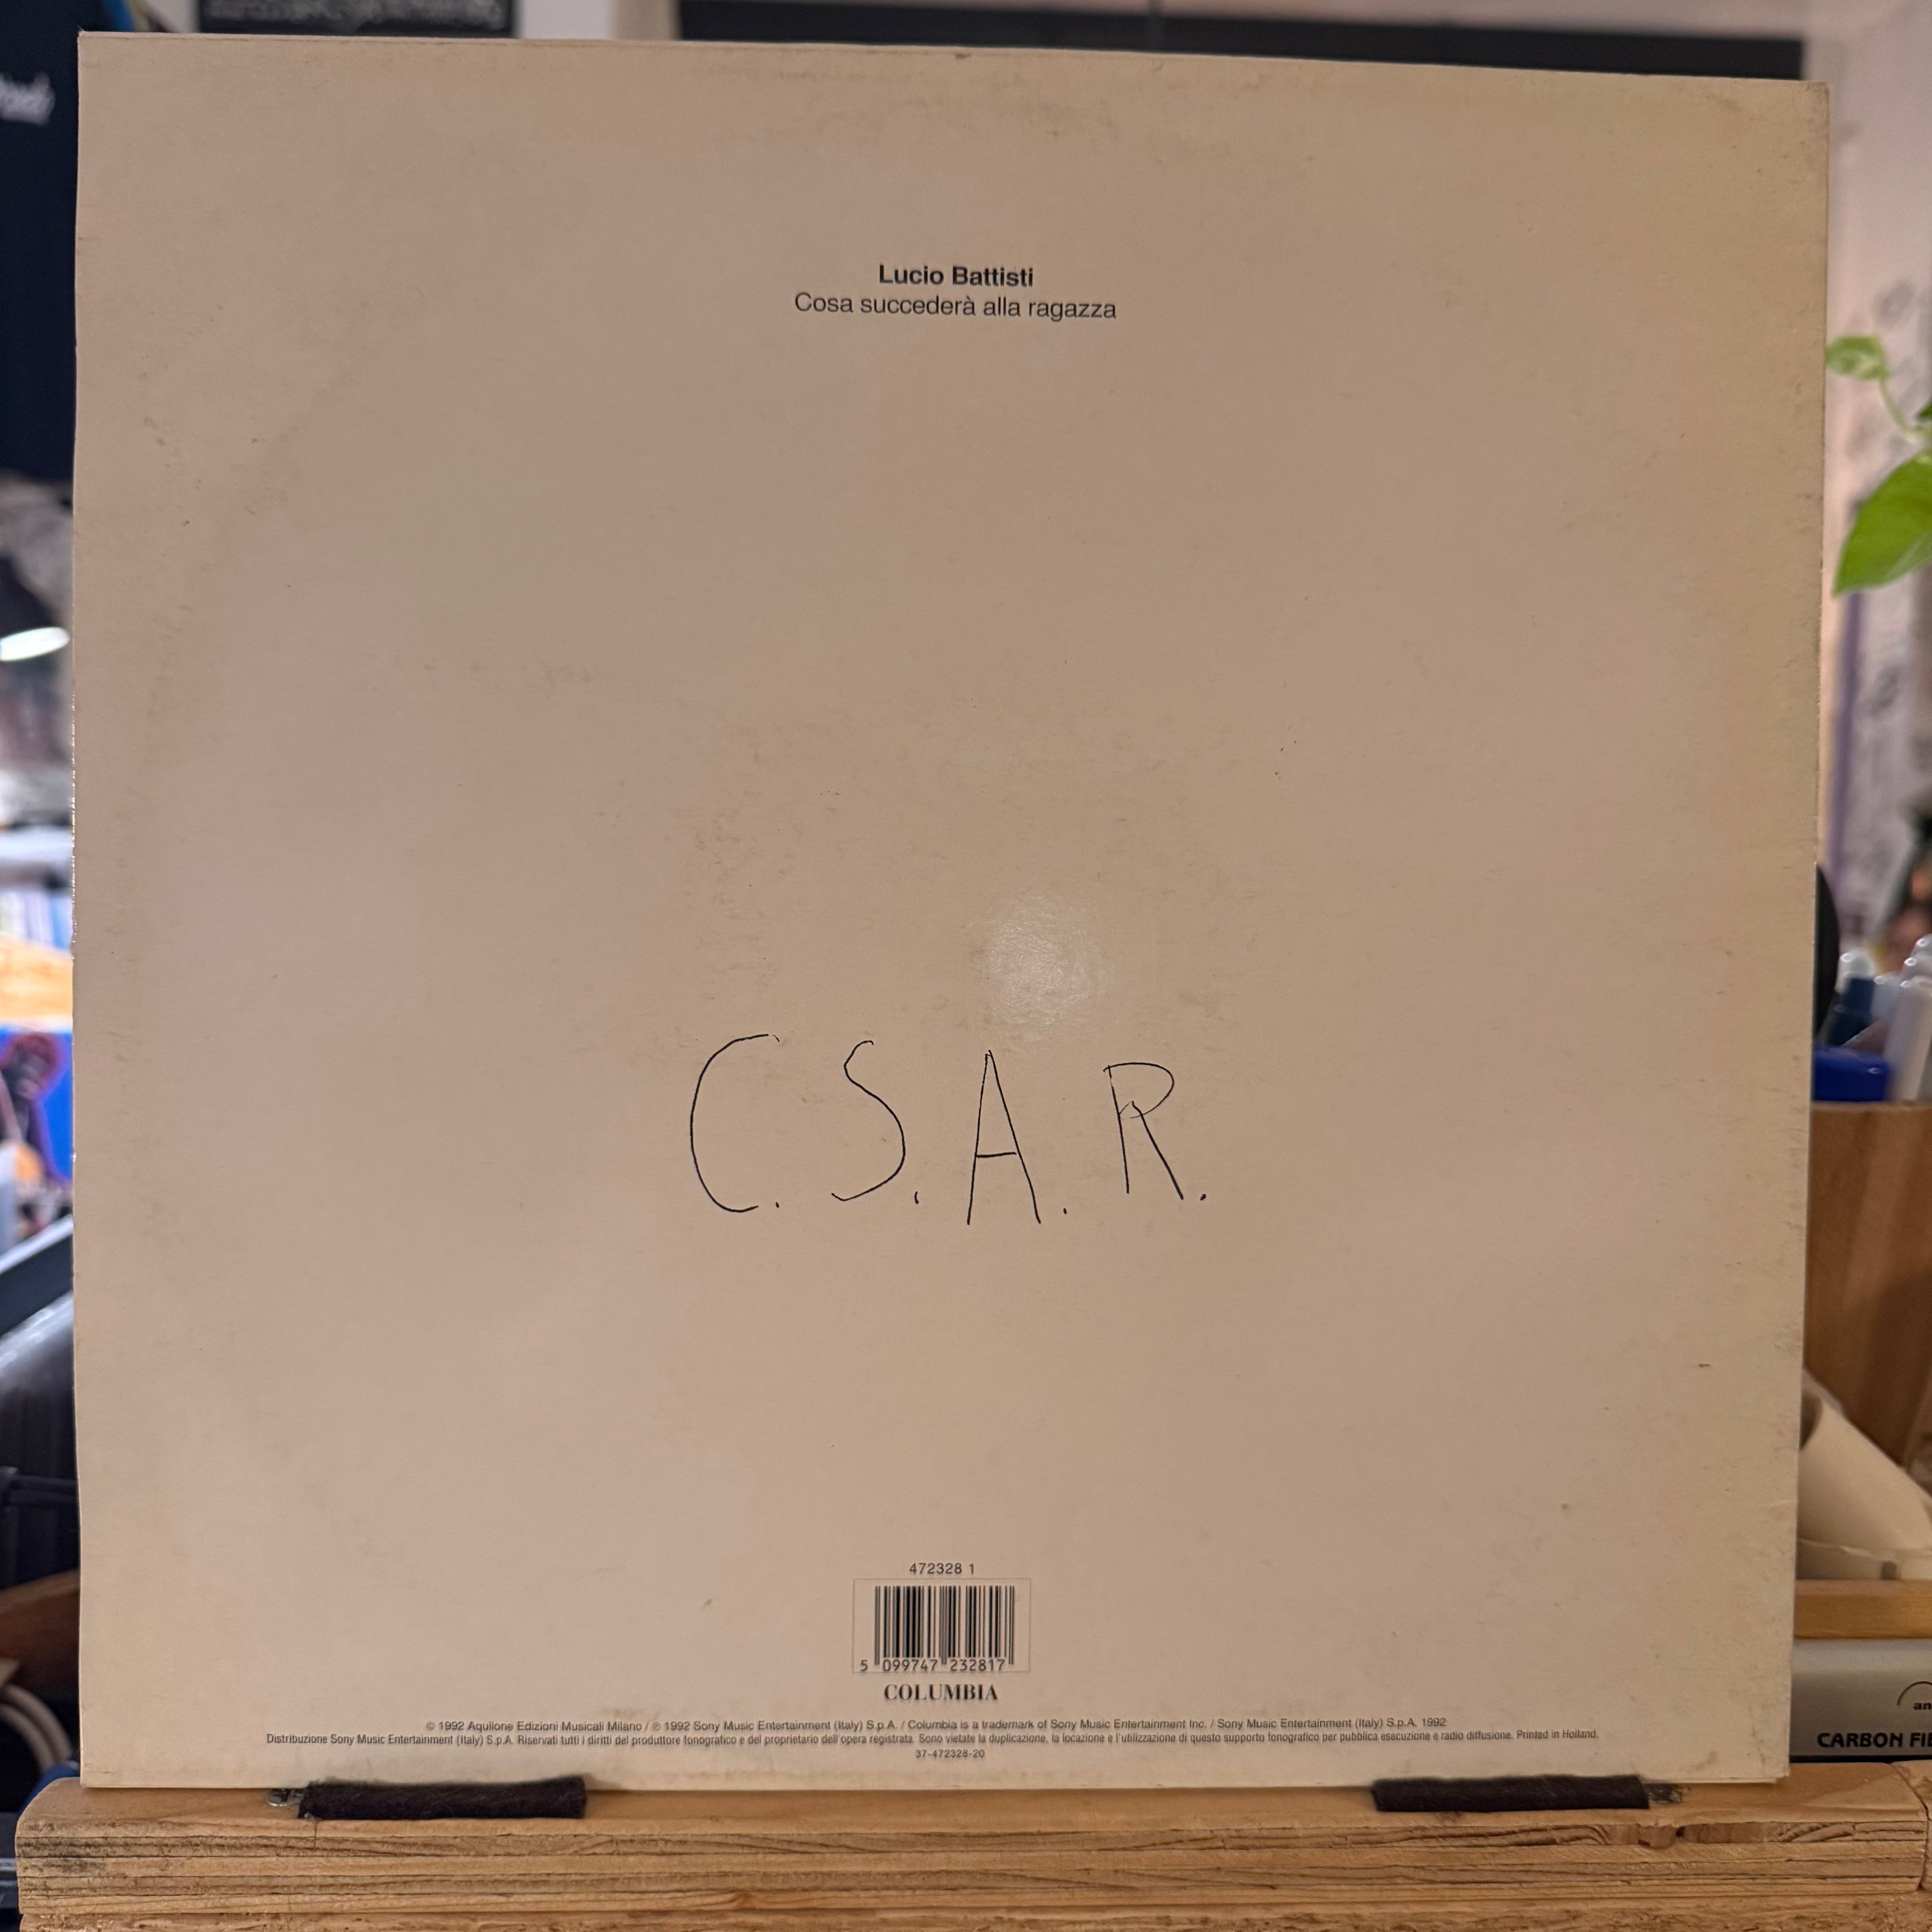 Lucio Battisti
Cosa succederà alla ragazza
C. S. A. R.
472328 1
5 099747 232817
COLUMBIA
© 1992 Aquilone Edizioni Musicali Milano / ℗ 1992 Sony Music Entertainment (Italy) S.p.A. / Columbia is a trademark of Sony Music Entertainment Inc. / Sony Music Entertainment (Italy) S.p.A. 1992
Distribuzione Sony Music Entertainment (Italy) S.p.A. Riservati tutti i diritti del produttore fonografico e del proprietario dell'opera registrata. Sono vietate la duplicazione, la locazione e l'utilizzazione di questo supporto fonografico per pubblica esecuzione e radio diffusione. Printed in Holland.
37-472328-20
CARBON